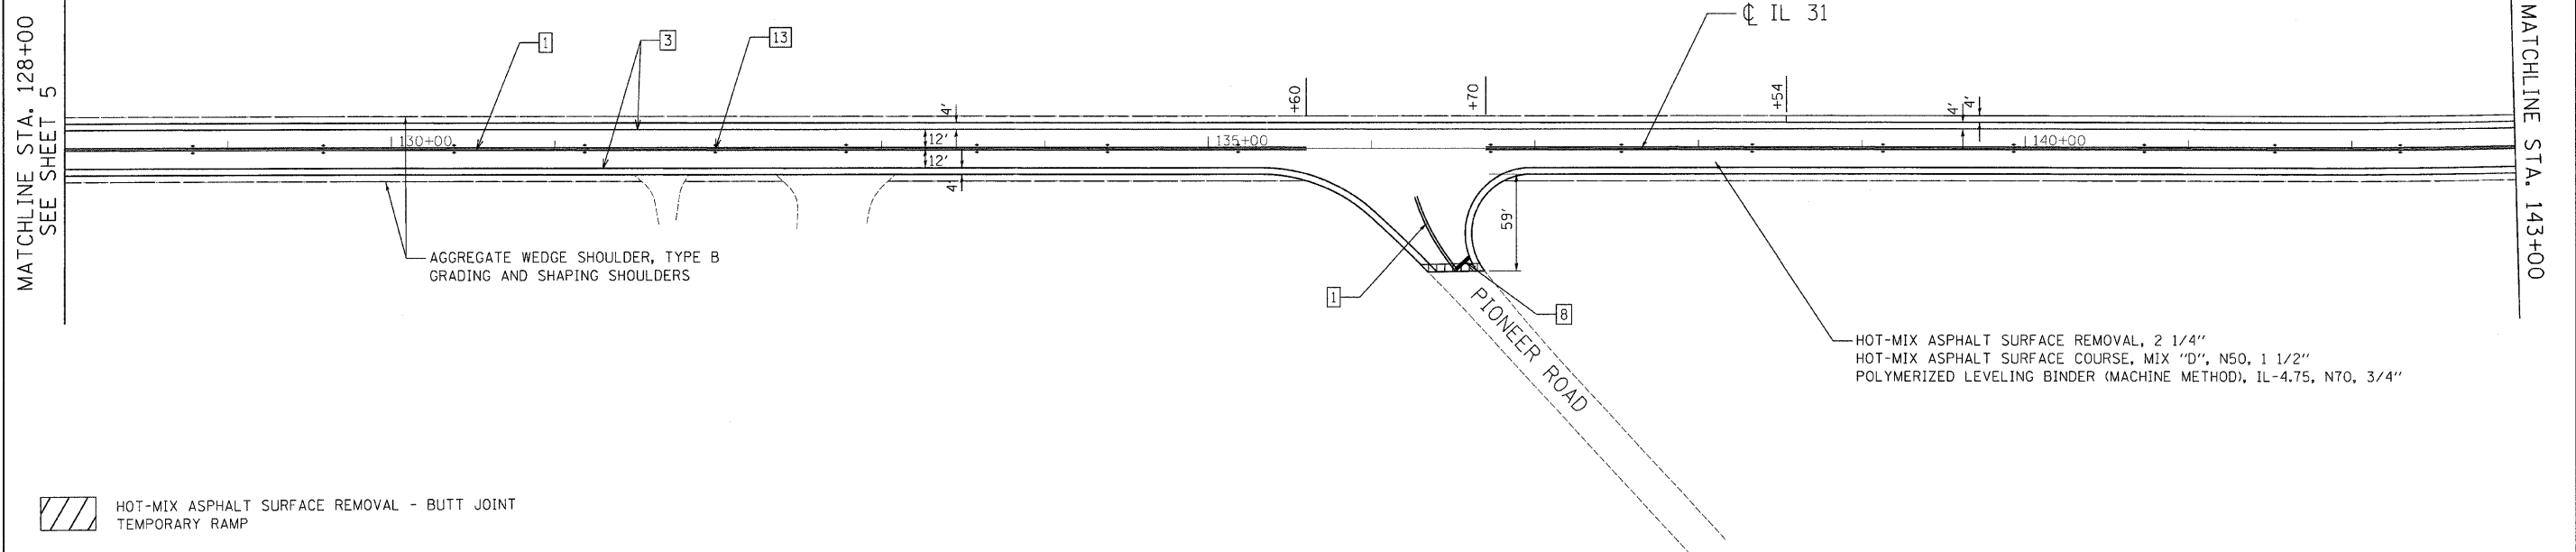 MATCHLINE STA. 128+00
SEE SHEET 5
1
3
13
℄ IL 31
+60
+70
+54
4'
4'
4'
12'
12'
4'
130+00
135+00
140+00
MATCHLINE STA. 143+00
59'
AGGREGATE WEDGE SHOULDER, TYPE B
GRADING AND SHAPING SHOULDERS
1
8
PIONEER ROAD
HOT-MIX ASPHALT SURFACE REMOVAL, 2 1/4"
HOT-MIX ASPHALT SURFACE COURSE, MIX "D", N50, 1 1/2"
POLYMERIZED LEVELING BINDER (MACHINE METHOD), IL-4.75, N70, 3/4"
HOT-MIX ASPHALT SURFACE REMOVAL - BUTT JOINT
TEMPORARY RAMP